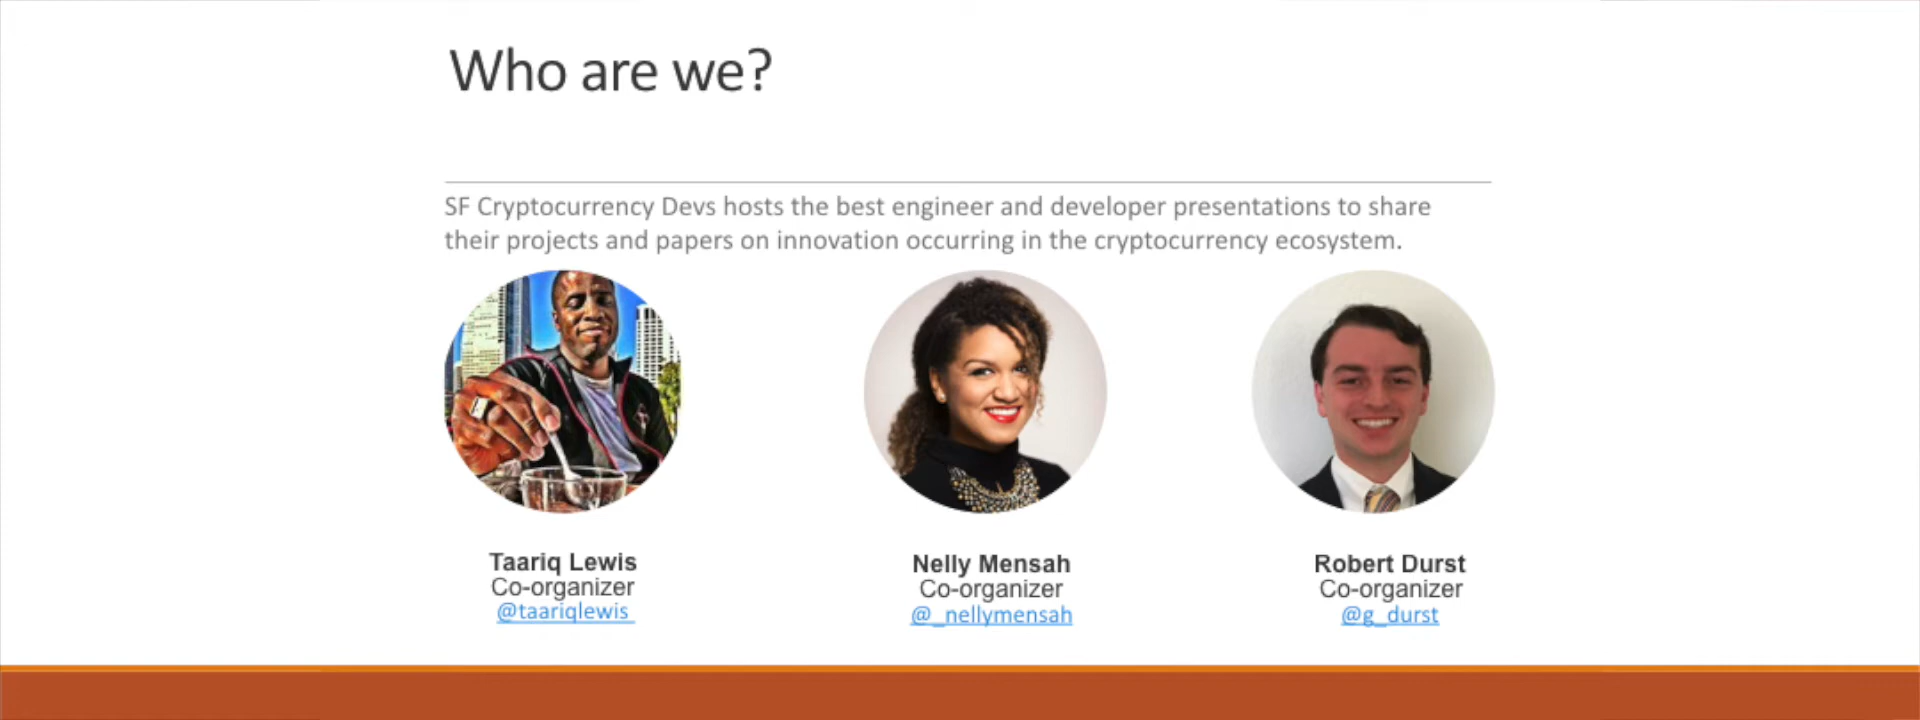 Who are we?
SF Cryptocurrency Devs hosts the best engineer and developer presentations to share
their projects and papers on innovation occurring in the cryptocurrency ecosystem.
Taariq Lewis
Co-organizer
@taariqlewis
Nelly Mensah
Co-organizer
@_nellymensah
Robert Durst
Co-organizer
@g_durst